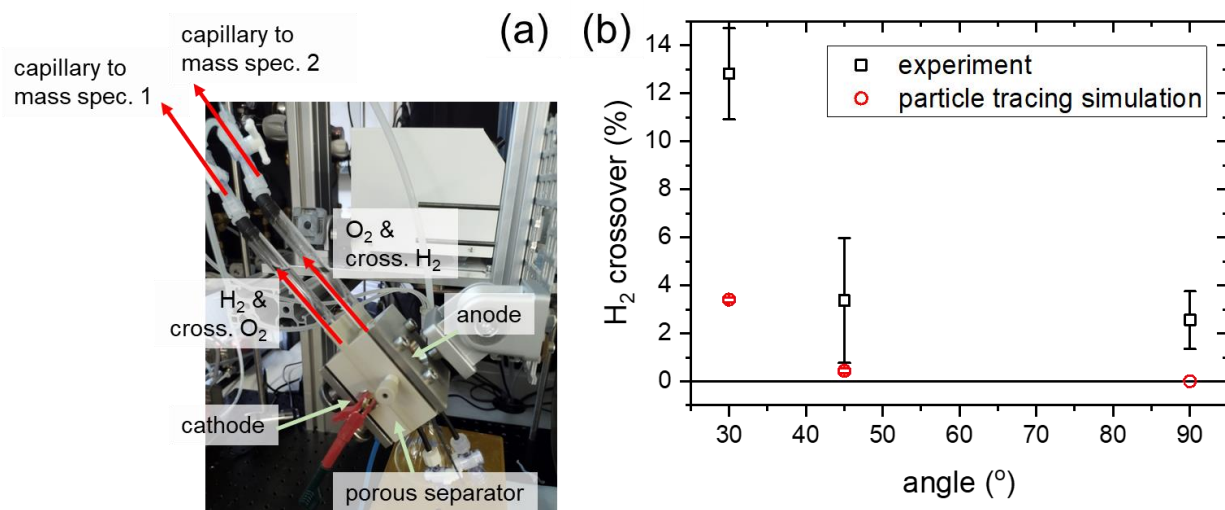 (a)
capillary to
mass spec. 2
capillary to
mass spec. 1
O₂ &
cross. H₂
H₂ &
cross. O₂
anode
cathode
porous separator
(b)
experiment
particle tracing simulation
H₂ crossover (%)
14
12
10
8
6
4
2
0
30 40 50 60 70 80 90
angle (°)